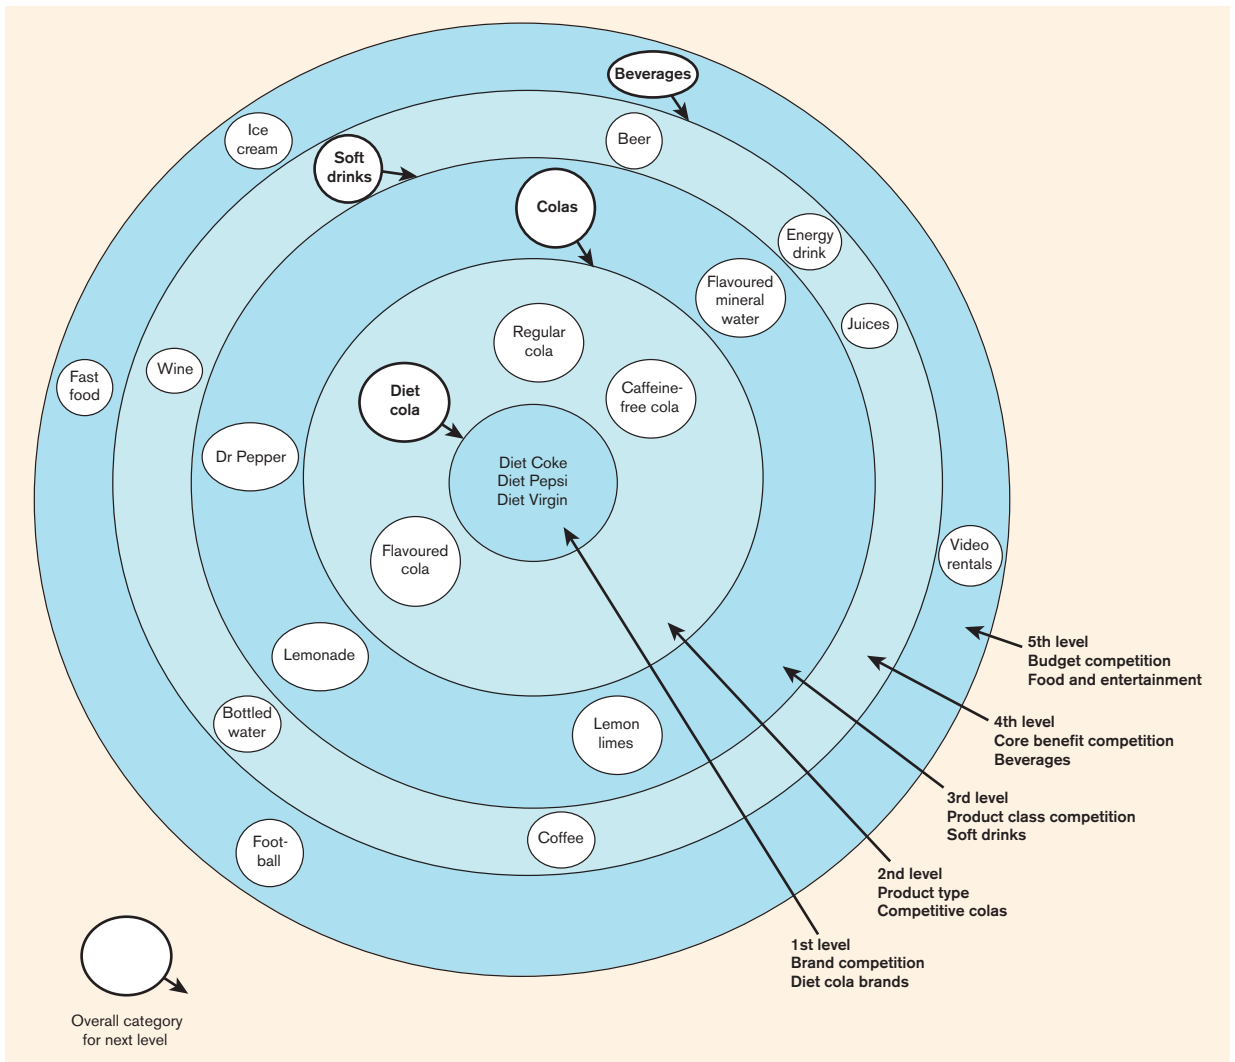 Beverages
Ice
cream
Soft
drinks
Beer
Colas
Energy
drink
Flavoured
mineral
water
Juices
Regular
cola
Wine
Fast
food
Diet
cola
Caffeine-
free cola
Dr Pepper
Diet Coke
Diet Pepsi
Diet Virgin
Flavoured
cola
Video
rentals
Lemonade
Bottled
water
Lemon
limes
Coffee
Foot-
ball
5th level
Budget competition
Food and entertainment
4th level
Core benefit competition
Beverages
3rd level
Product class competition
Soft drinks
2nd level
Product type
Competitive colas
1st level
Brand competition
Diet cola brands
Overall category
for next level